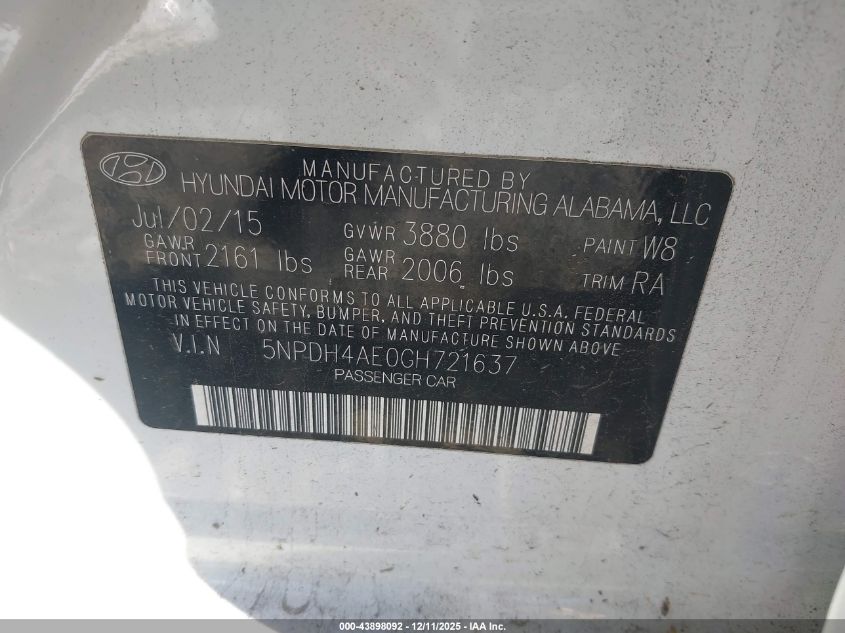 MANUFACTURED BY
HYUNDAI MOTOR MANUFACTURING ALABAMA, LLC
Jul/02/15 GVWR 3880 lbs PAINT W8
GAWR FRONT 2161 lbs GAWR REAR 2006 lbs TRIM RA
THIS VEHICLE CONFORMS TO ALL APPLICABLE U.S.A. FEDERAL
MOTOR VEHICLE SAFETY, BUMPER, AND THEFT PREVENTION STANDARDS
IN EFFECT ON THE DATE OF MANUFACTURE SHOWN ABOVE.
V.I.N 5NPDH4AE0GH721637
PASSENGER CAR
000-43898092 - 12/11/2025 - IAA Inc.